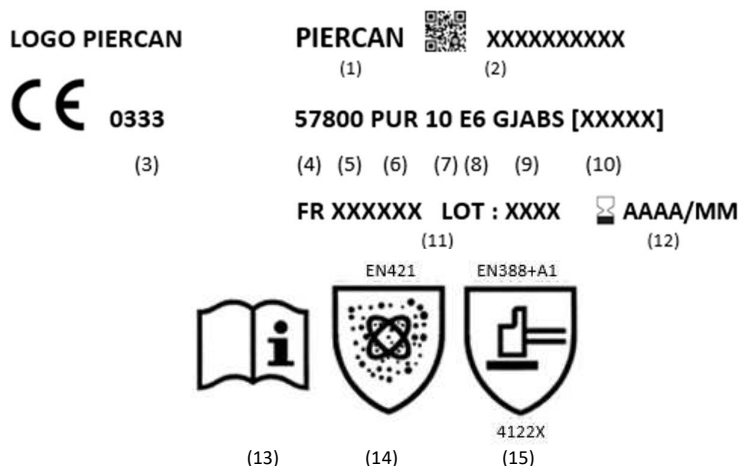 LOGO PIERCAN PIERCAN XXXXXXXXXX
(1) (2)
CE 0333 57800 PUR 10 E6 GJABS [XXXXX]
(3) (4) (5) (6) (7) (8) (9) (10)
FR XXXXXX LOT : XXXX AAAA/MM
(11) (12)
EN421 EN388+A1
i
4122X
(13) (14) (15)